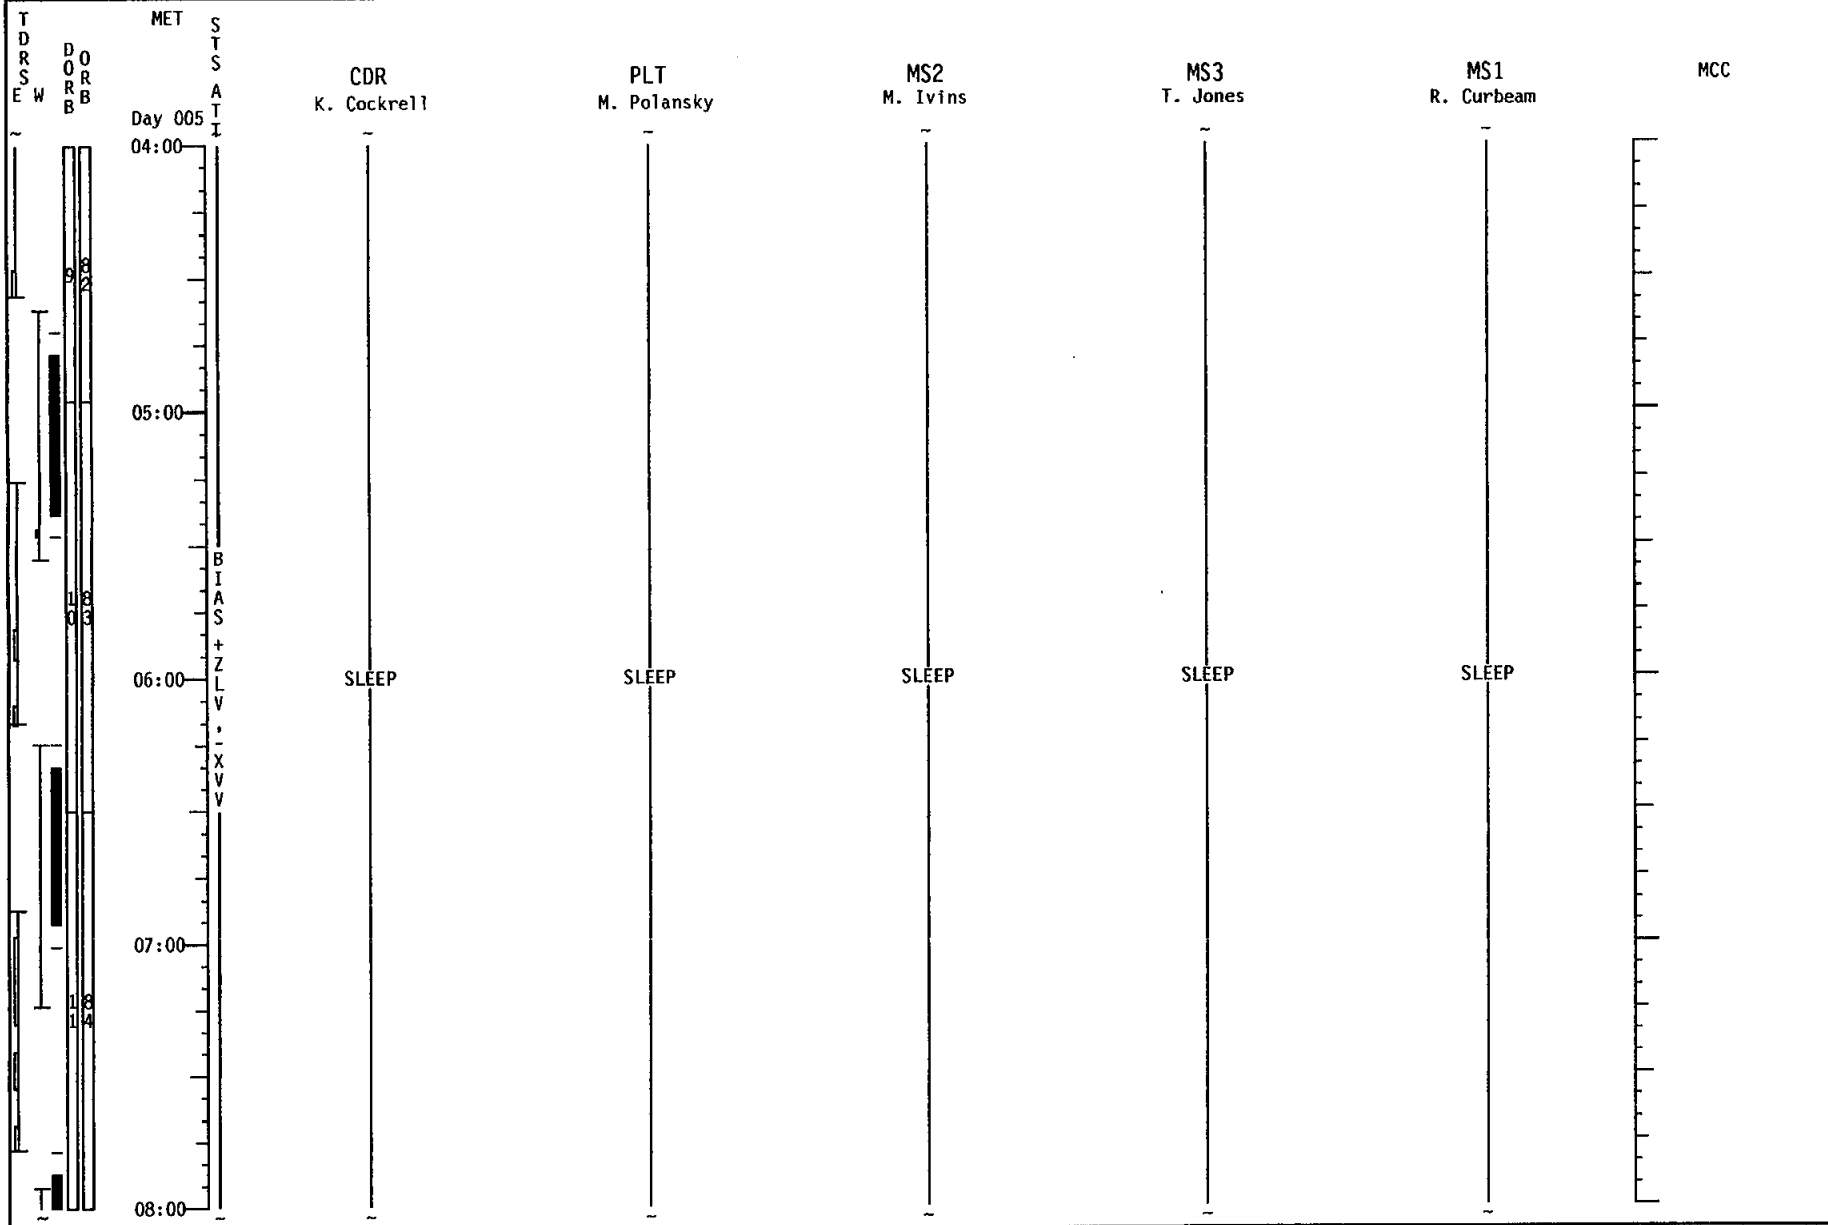 TDRS
E W
DORB
ORB
MET
STS ATT
CDR
K. Cockrell
PLT
M. Polansky
MS2
M. Ivins
MS3
T. Jones
MS1
R. Curbeam
MCC
Day 005
~ ~ ~ ~ ~ ~
04:00
9 82
05:00
10 83
BIAS +ZLV,-XVV
06:00 SLEEP SLEEP SLEEP SLEEP SLEEP
07:00
11 84
08:00
~ ~ ~ ~ ~ ~ ~